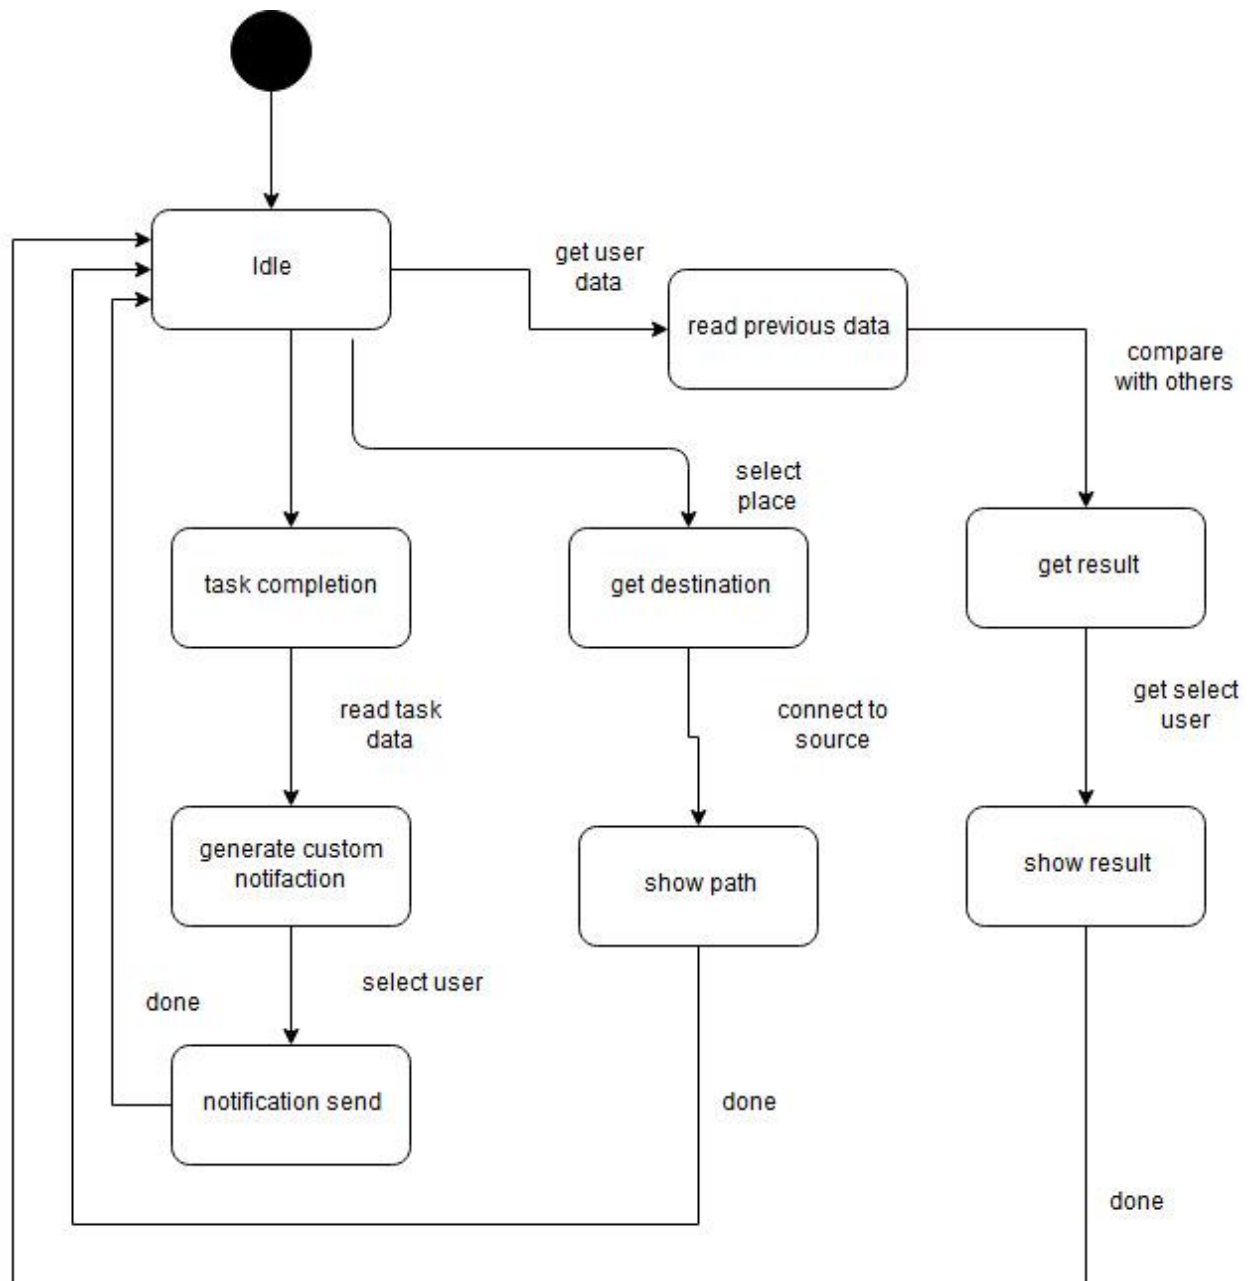 Idle
get user
data
read previous data
compare
with others
select
place
task completion
get destination
get result
read task
data
connect to
source
get select
user
generate custom
notifaction
show path
show result
select user
done
notification send
done
done